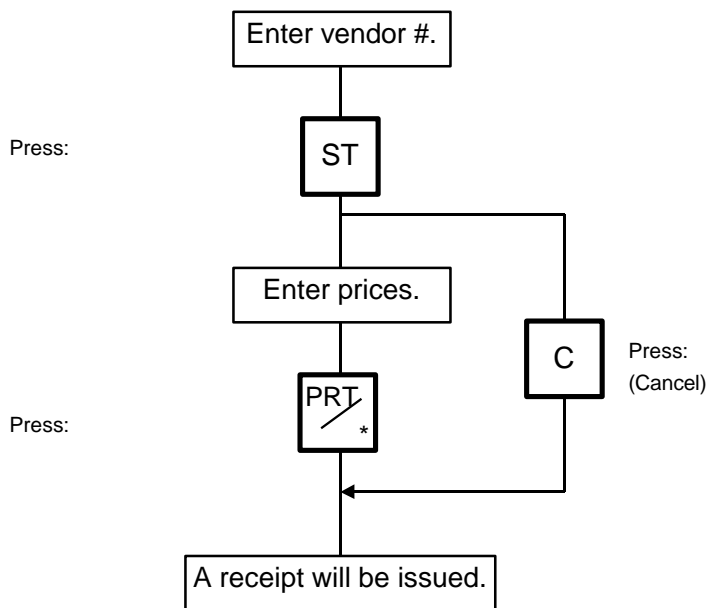 Enter vendor #.
Press:
ST
Enter prices.
C
Press:
(Cancel)
PRT
*
Press:
A receipt will be issued.